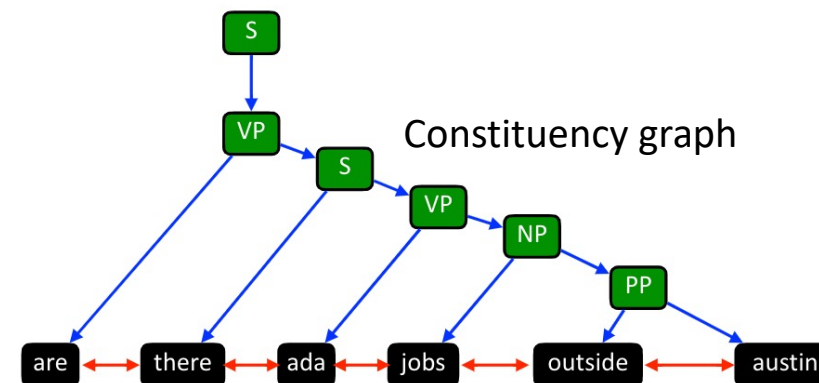 S
VP
Constituency graph
S
VP
NP
PP
are there ada jobs outside austin